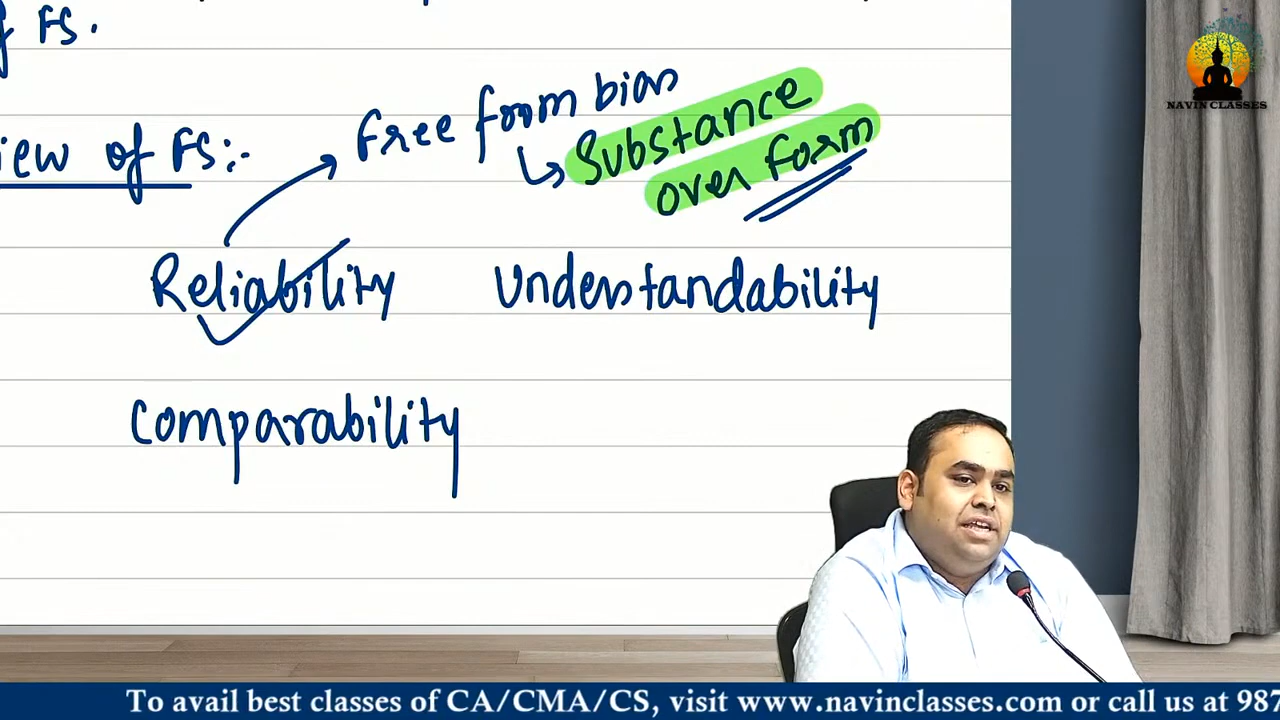 of FS.
NAVIN CLASSES
iew of FS:-
Free from bias
Substance
over form
Reliability
Understandability
Comparability
To avail best classes of CA/CMA/CS, visit www.navinclasses.com or call us at 987